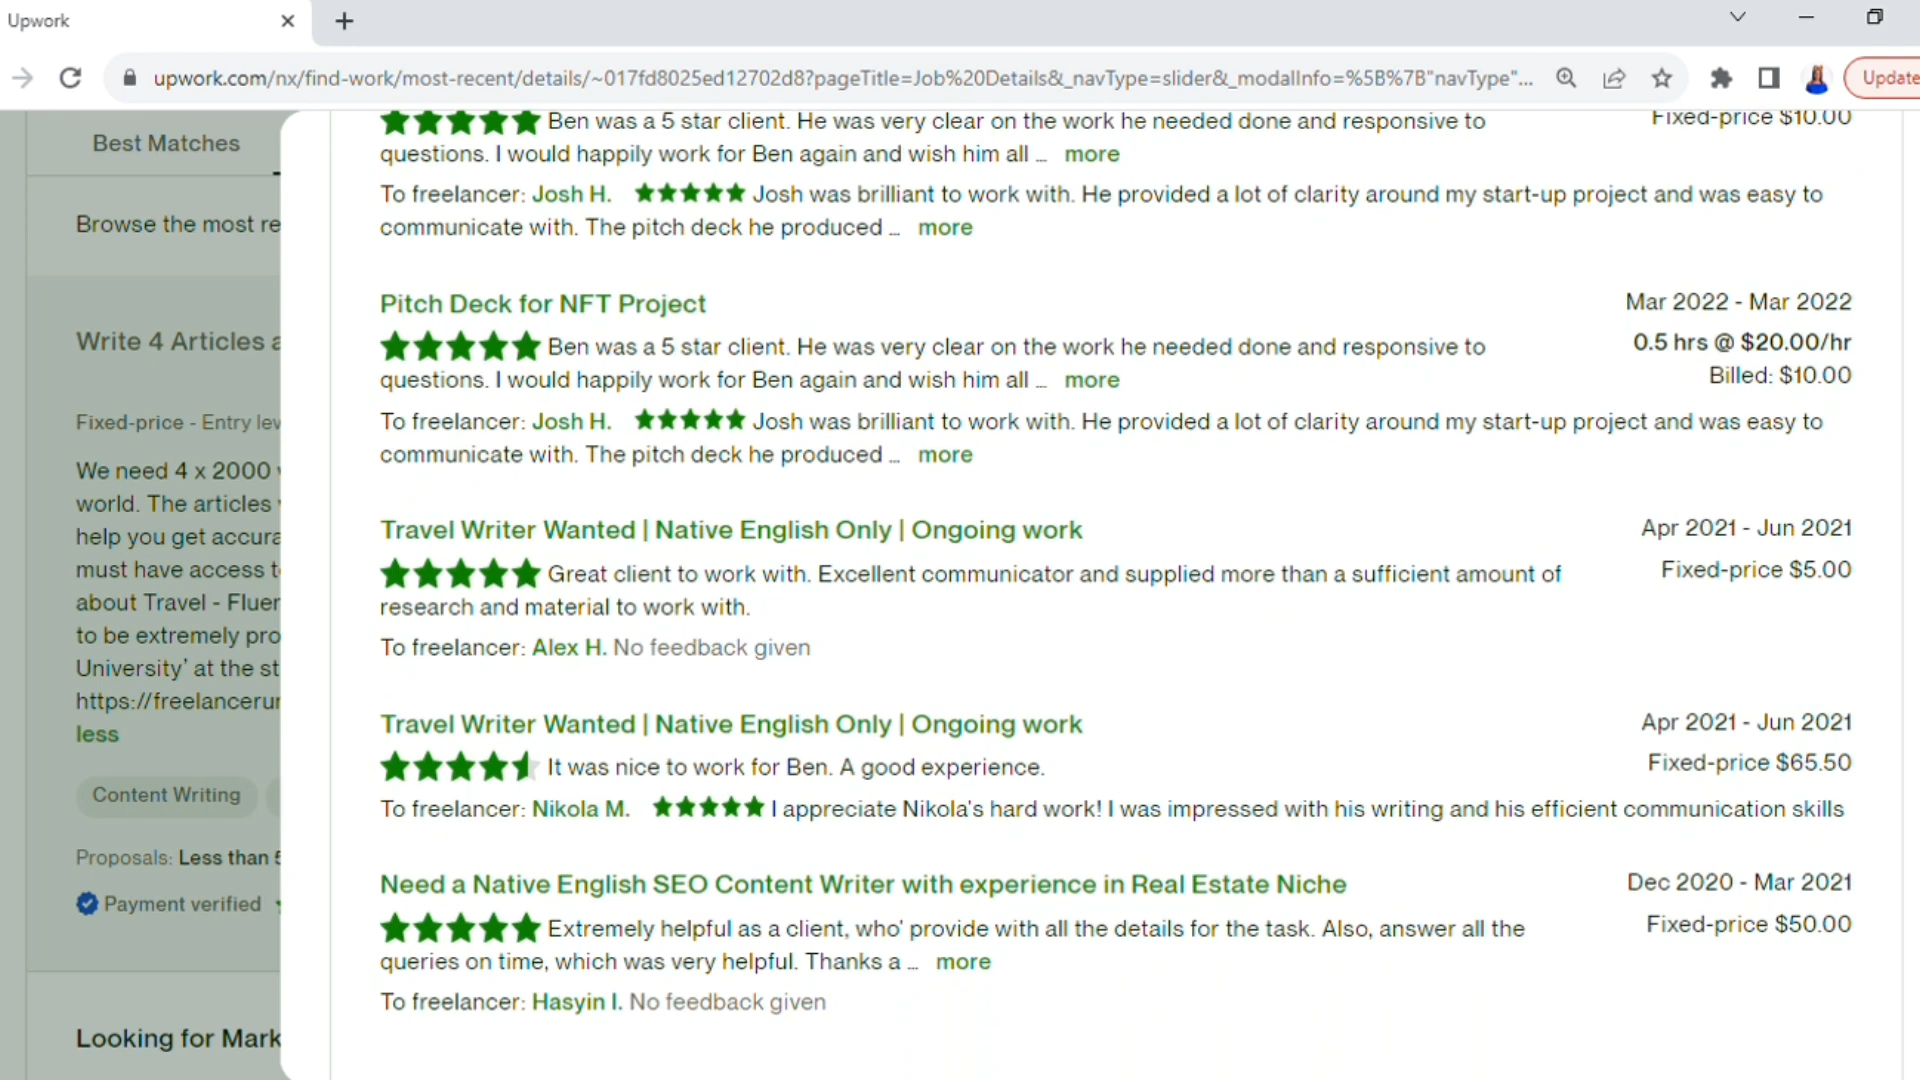 Upwork
upwork.com/nx/find-work/most-recent/details/~017fd8025ed12702d8?pageTitle=Job%20Details&_navType=slider&_modalInfo=%5B%7B"navType"...
Update
Best Matches
Browse the most re
Write 4 Articles a
Fixed-price - Entry lev
We need 4 x 2000
world. The articles
help you get accura
must have access t
about Travel - Fluer
to be extremely pro
University’ at the st
https://freelancerur
less
Content Writing
Proposals: Less than 5
Payment verified
Looking for Mark
Ben was a 5 star client. He was very clear on the work he needed done and responsive to
Fixed-price $10.00
questions. I would happily work for Ben again and wish him all ... more
To freelancer: Josh H. Josh was brilliant to work with. He provided a lot of clarity around my start-up project and was easy to
communicate with. The pitch deck he produced ... more
Pitch Deck for NFT Project
Mar 2022 - Mar 2022
Ben was a 5 star client. He was very clear on the work he needed done and responsive to
0.5 hrs @ $20.00/hr
questions. I would happily work for Ben again and wish him all ... more
Billed: $10.00
To freelancer: Josh H. Josh was brilliant to work with. He provided a lot of clarity around my start-up project and was easy to
communicate with. The pitch deck he produced ... more
Travel Writer Wanted | Native English Only | Ongoing work
Apr 2021 - Jun 2021
Great client to work with. Excellent communicator and supplied more than a sufficient amount of
Fixed-price $5.00
research and material to work with.
To freelancer: Alex H. No feedback given
Travel Writer Wanted | Native English Only | Ongoing work
Apr 2021 - Jun 2021
It was nice to work for Ben. A good experience.
Fixed-price $65.50
To freelancer: Nikola M. I appreciate Nikola's hard work! I was impressed with his writing and his efficient communication skills
Need a Native English SEO Content Writer with experience in Real Estate Niche
Dec 2020 - Mar 2021
Extremely helpful as a client, who' provide with all the details for the task. Also, answer all the
Fixed-price $50.00
queries on time, which was very helpful. Thanks a ... more
To freelancer: Hasyin I. No feedback given